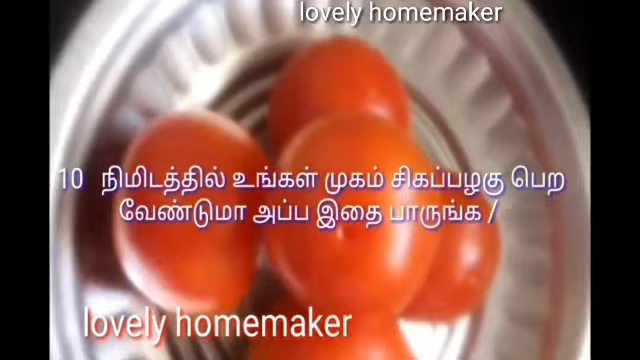 lovely homemaker
10 நிமிடத்தில் உங்கள் முகம் சிகப்பழகு பெற
வேண்டுமா அப்ப இதை பாருங்க /
lovely homemaker